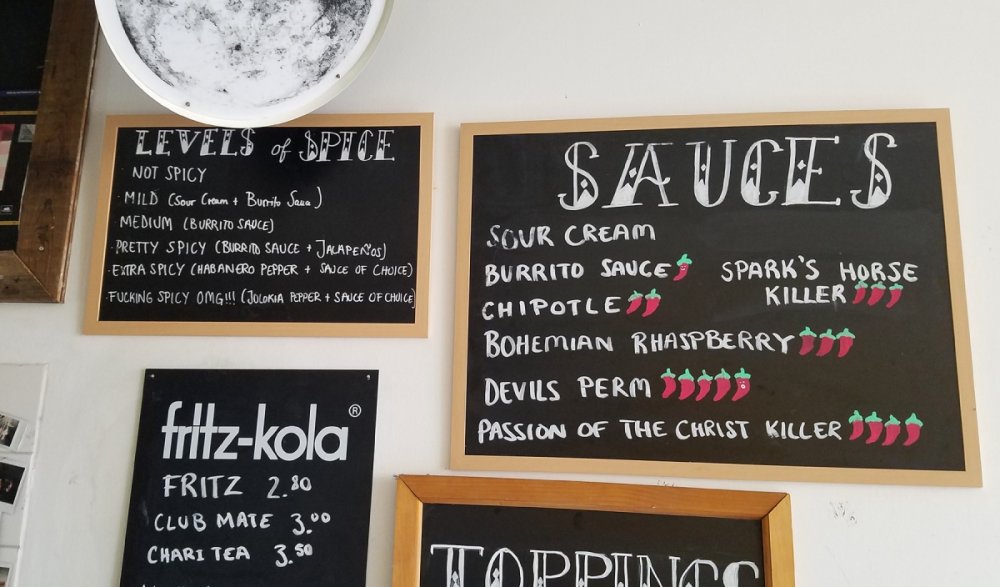 LEVELS of SPICE
NOT SPICY
MILD (Sour Cream + Burrito Sauce)
MEDIUM (BURRITO SAUCE)
PRETTY SPICY (BURRITO SAUCE + JALAPEÑOS)
EXTRA SPICY (HABANERO PEPPER + SAUCE OF CHOICE)
FUCKING SPICY OMG!!! (JOLOKIA PEPPER + SAUCE OF CHOICE)
SAUCES
SOUR CREAM
BURRITO SAUCE
CHIPOTLE
SPARK'S HORSE
KILLER
BOHEMIAN RHASPBERRY
DEVILS PERM
PASSION OF THE CHRIST KILLER
fritz-kola®
FRITZ 2.80
CLUB MATE 3.00
CHARI TEA 3.50
TOPPINGS